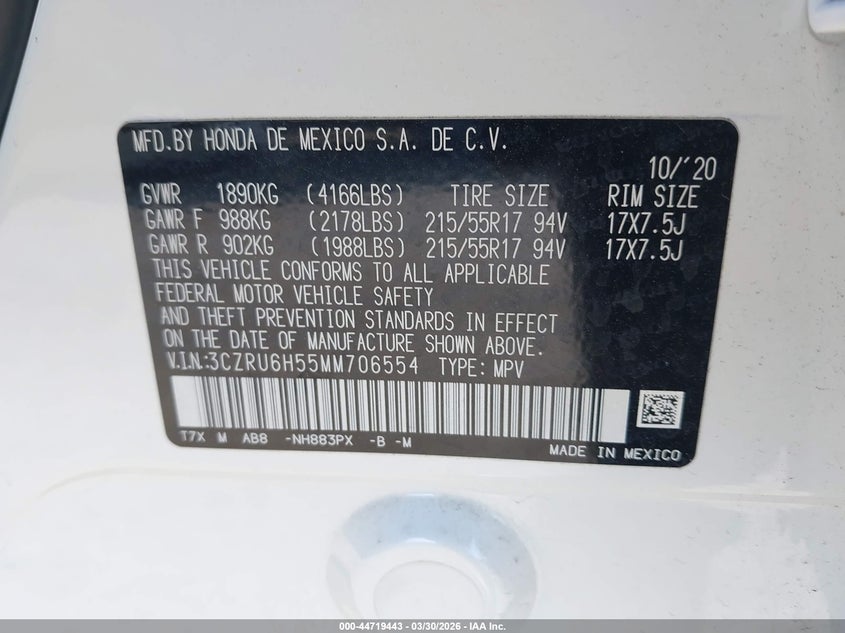 MFD.BY HONDA DE MEXICO S.A. DE C.V.
10/'20
GVWR 1890KG (4166LBS) TIRE SIZE RIM SIZE
GAWR F 988KG (2178LBS) 215/55R17 94V 17X7.5J
GAWR R 902KG (1988LBS) 215/55R17 94V 17X7.5J
THIS VEHICLE CONFORMS TO ALL APPLICABLE
FEDERAL MOTOR VEHICLE SAFETY
AND THEFT PREVENTION STANDARDS IN EFFECT
ON THE DATE OF MANUFACTURE SHOWN ABOVE.
V.I.N.:3CZRU6H55MM706554 TYPE: MPV
T7X M AB8 -NH883PX -B -M
MADE IN MEXICO
000-44719443 — 03/30/2026 — IAA Inc.